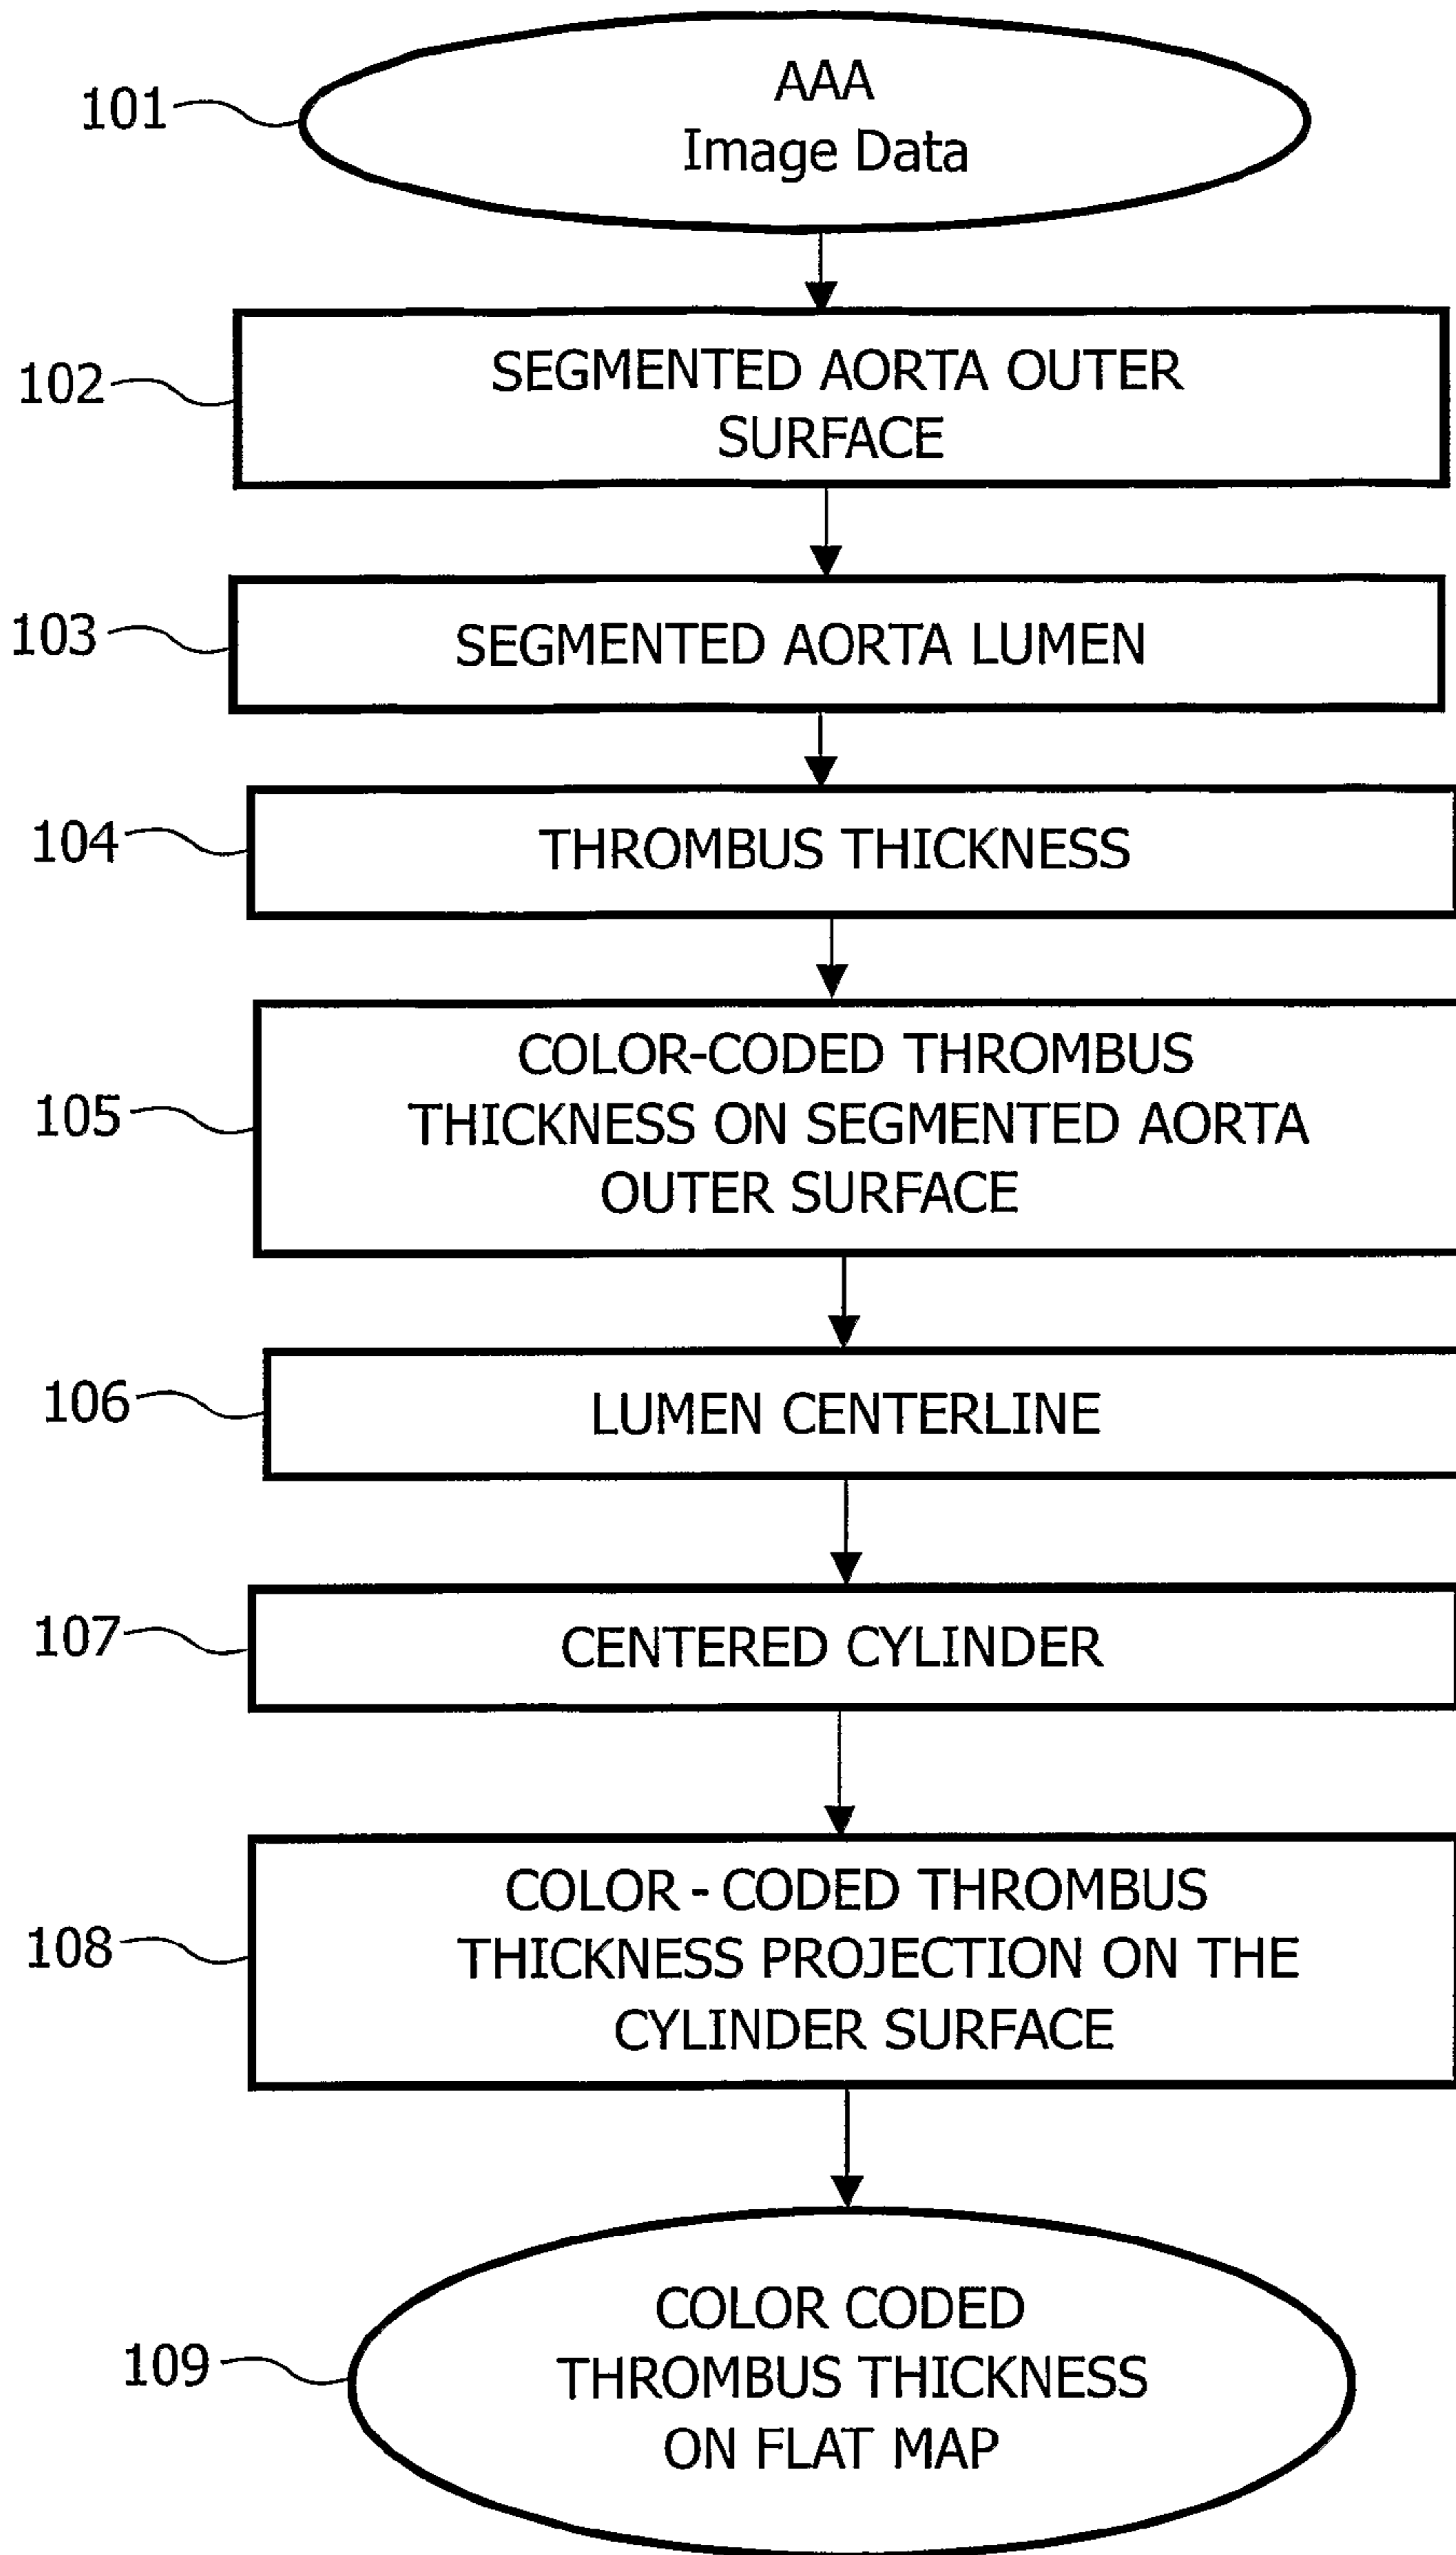 101
AAA
Image Data
102
SEGMENTED AORTA OUTER
SURFACE
103
SEGMENTED AORTA LUMEN
104
THROMBUS THICKNESS
105
COLOR-CODED THROMBUS
THICKNESS ON SEGMENTED AORTA
OUTER SURFACE
106
LUMEN CENTERLINE
107
CENTERED CYLINDER
108
COLOR - CODED THROMBUS
THICKNESS PROJECTION ON THE
CYLINDER SURFACE
109
COLOR CODED
THROMBUS THICKNESS
ON FLAT MAP